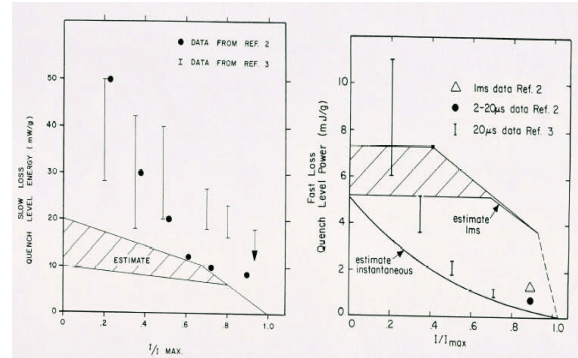 ● DATA FROM REF. 2
I DATA FROM REF. 3
50
40
30
20
10
0
SLOW LOSS
QUENCH LEVEL ENERGY (mW/g)
ESTIMATE
0 .2 .4 .6 .8 1.0
I/I MAX.
10
8
6
4
2
0
Fast Loss
Quench Level Power (mJ/g)
△ 1ms data Ref. 2
● 2-20μs data Ref. 2
I 20μs data Ref. 3
estimate
1ms
estimate
instantaneous
0 .2 .4 .6 .8 1.0
I/Imax